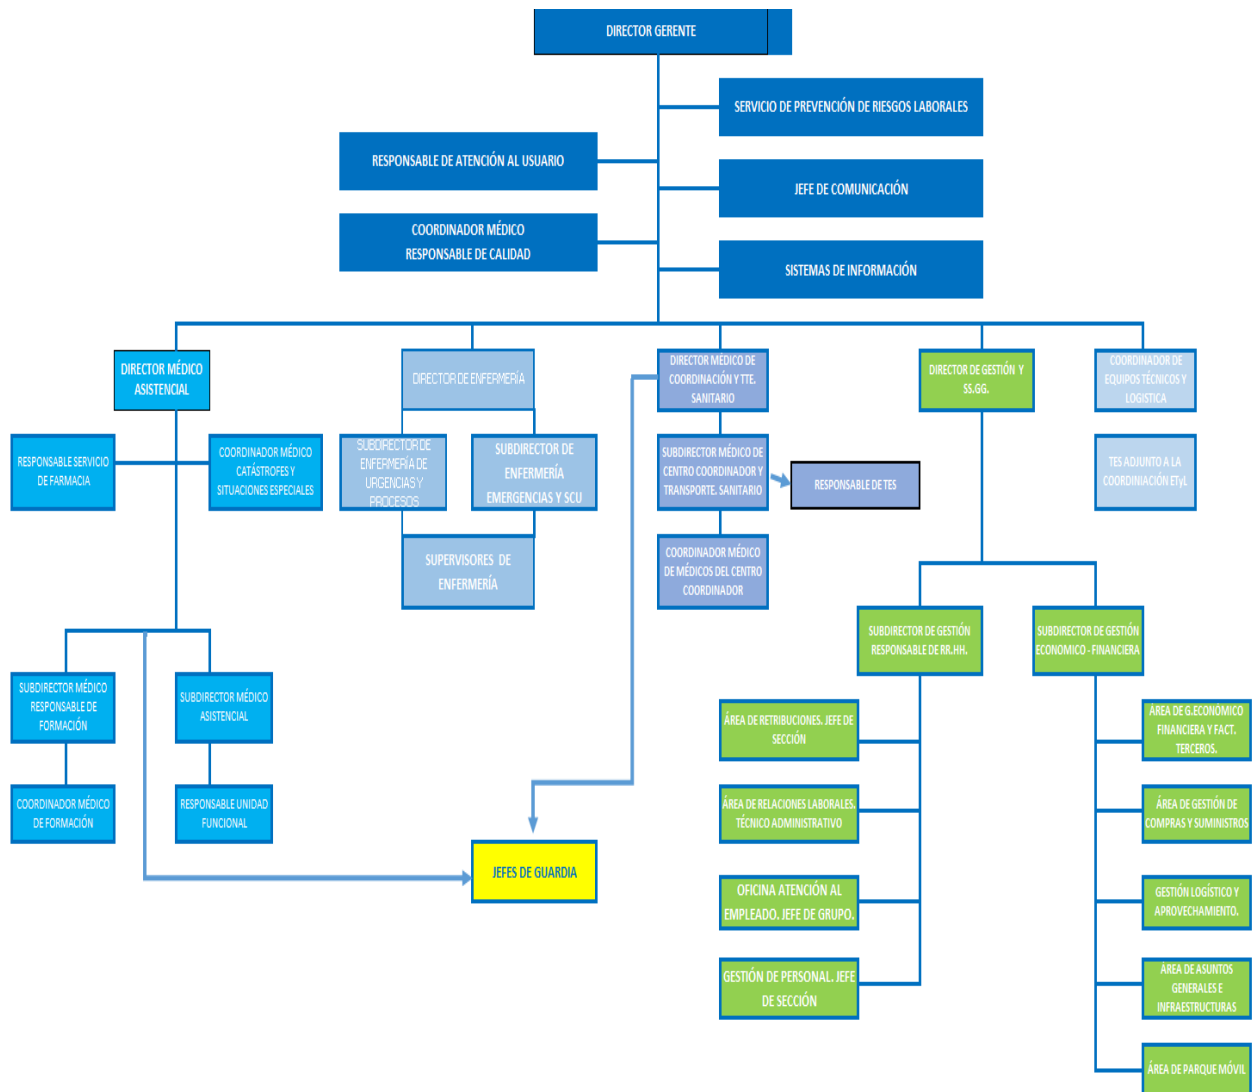 DIRECTOR GERENTE
SERVICIO DE PREVENCIÓN DE RIESGOS LABORALES
RESPONSABLE DE ATENCIÓN AL USUARIO
JEFE DE COMUNICACIÓN
COORDINADOR MÉDICO
RESPONSABLE DE CALIDAD
SISTEMAS DE INFORMACIÓN
DIRECTOR MÉDICO
ASISTENCIAL
DIRECTOR DE ENFERMERÍA
DIRECTOR MÉDICO DE
COORDINACIÓN Y TTE.
SANITARIO
DIRECTOR DE GESTIÓN Y
SS.GG.
COORDINADOR DE
EQUIPOS TÉCNICOS Y
LOGISTICA
RESPONSABLE SERVICIO
DE FARMACIA
COORDINADOR MÉDICO
CATÁSTROFES Y
SITUACIONES ESPECIALES
SUBDIRECTOR DE
ENFERMERÍA DE
URGENCIAS Y
PROCESOS
SUBDIRECTOR DE
ENFERMERÍA
EMERGENCIAS Y SCU
SUBDIRECTOR MÉDICO DE
CENTRO COORDINADOR Y
TRANSPORTE. SANITARIO
RESPONSABLE DE TES
TES ADJUNTO A LA
COORDINIACIÓN ETyL
SUPERVISORES DE
ENFERMERÍA
COORDINADOR MÉDICO
DE MÉDICOS DEL CENTRO
COORDINADOR
SUBDIRECTOR DE GESTIÓN
RESPONSABLE DE RR.HH.
SUBDIRECTOR DE GESTIÓN
ECONOMICO - FINANCIERA
SUBDIRECTOR MÉDICO
RESPONSABLE DE
FORMACIÓN
SUBDIRECTOR MÉDICO
ASISTENCIAL
ÁREA DE RETRIBUCIONES. JEFE DE
SECCIÓN
ÁREA DE G.ECONÓMICO
FINANCIERA Y FACT.
TERCEROS.
COORDINADOR MÉDICO
DE FORMACIÓN
RESPONSABLE UNIDAD
FUNCIONAL
ÁREA DE RELACIONES LABORALES.
TÉCNICO ADMINISTRATIVO
ÁREA DE GESTIÓN DE
COMPRAS Y SUMINISTROS
JEFES DE GUARDIA
OFICINA ATENCIÓN AL
EMPLEADO. JEFE DE GRUPO.
GESTIÓN LOGÍSTICO Y
APROVECHAMIENTO.
GESTIÓN DE PERSONAL. JEFE
DE SECCIÓN
ÁREA DE ASUNTOS
GENERALES E
INFRAESTRUCTURAS
ÁREA DE PARQUE MÓVIL